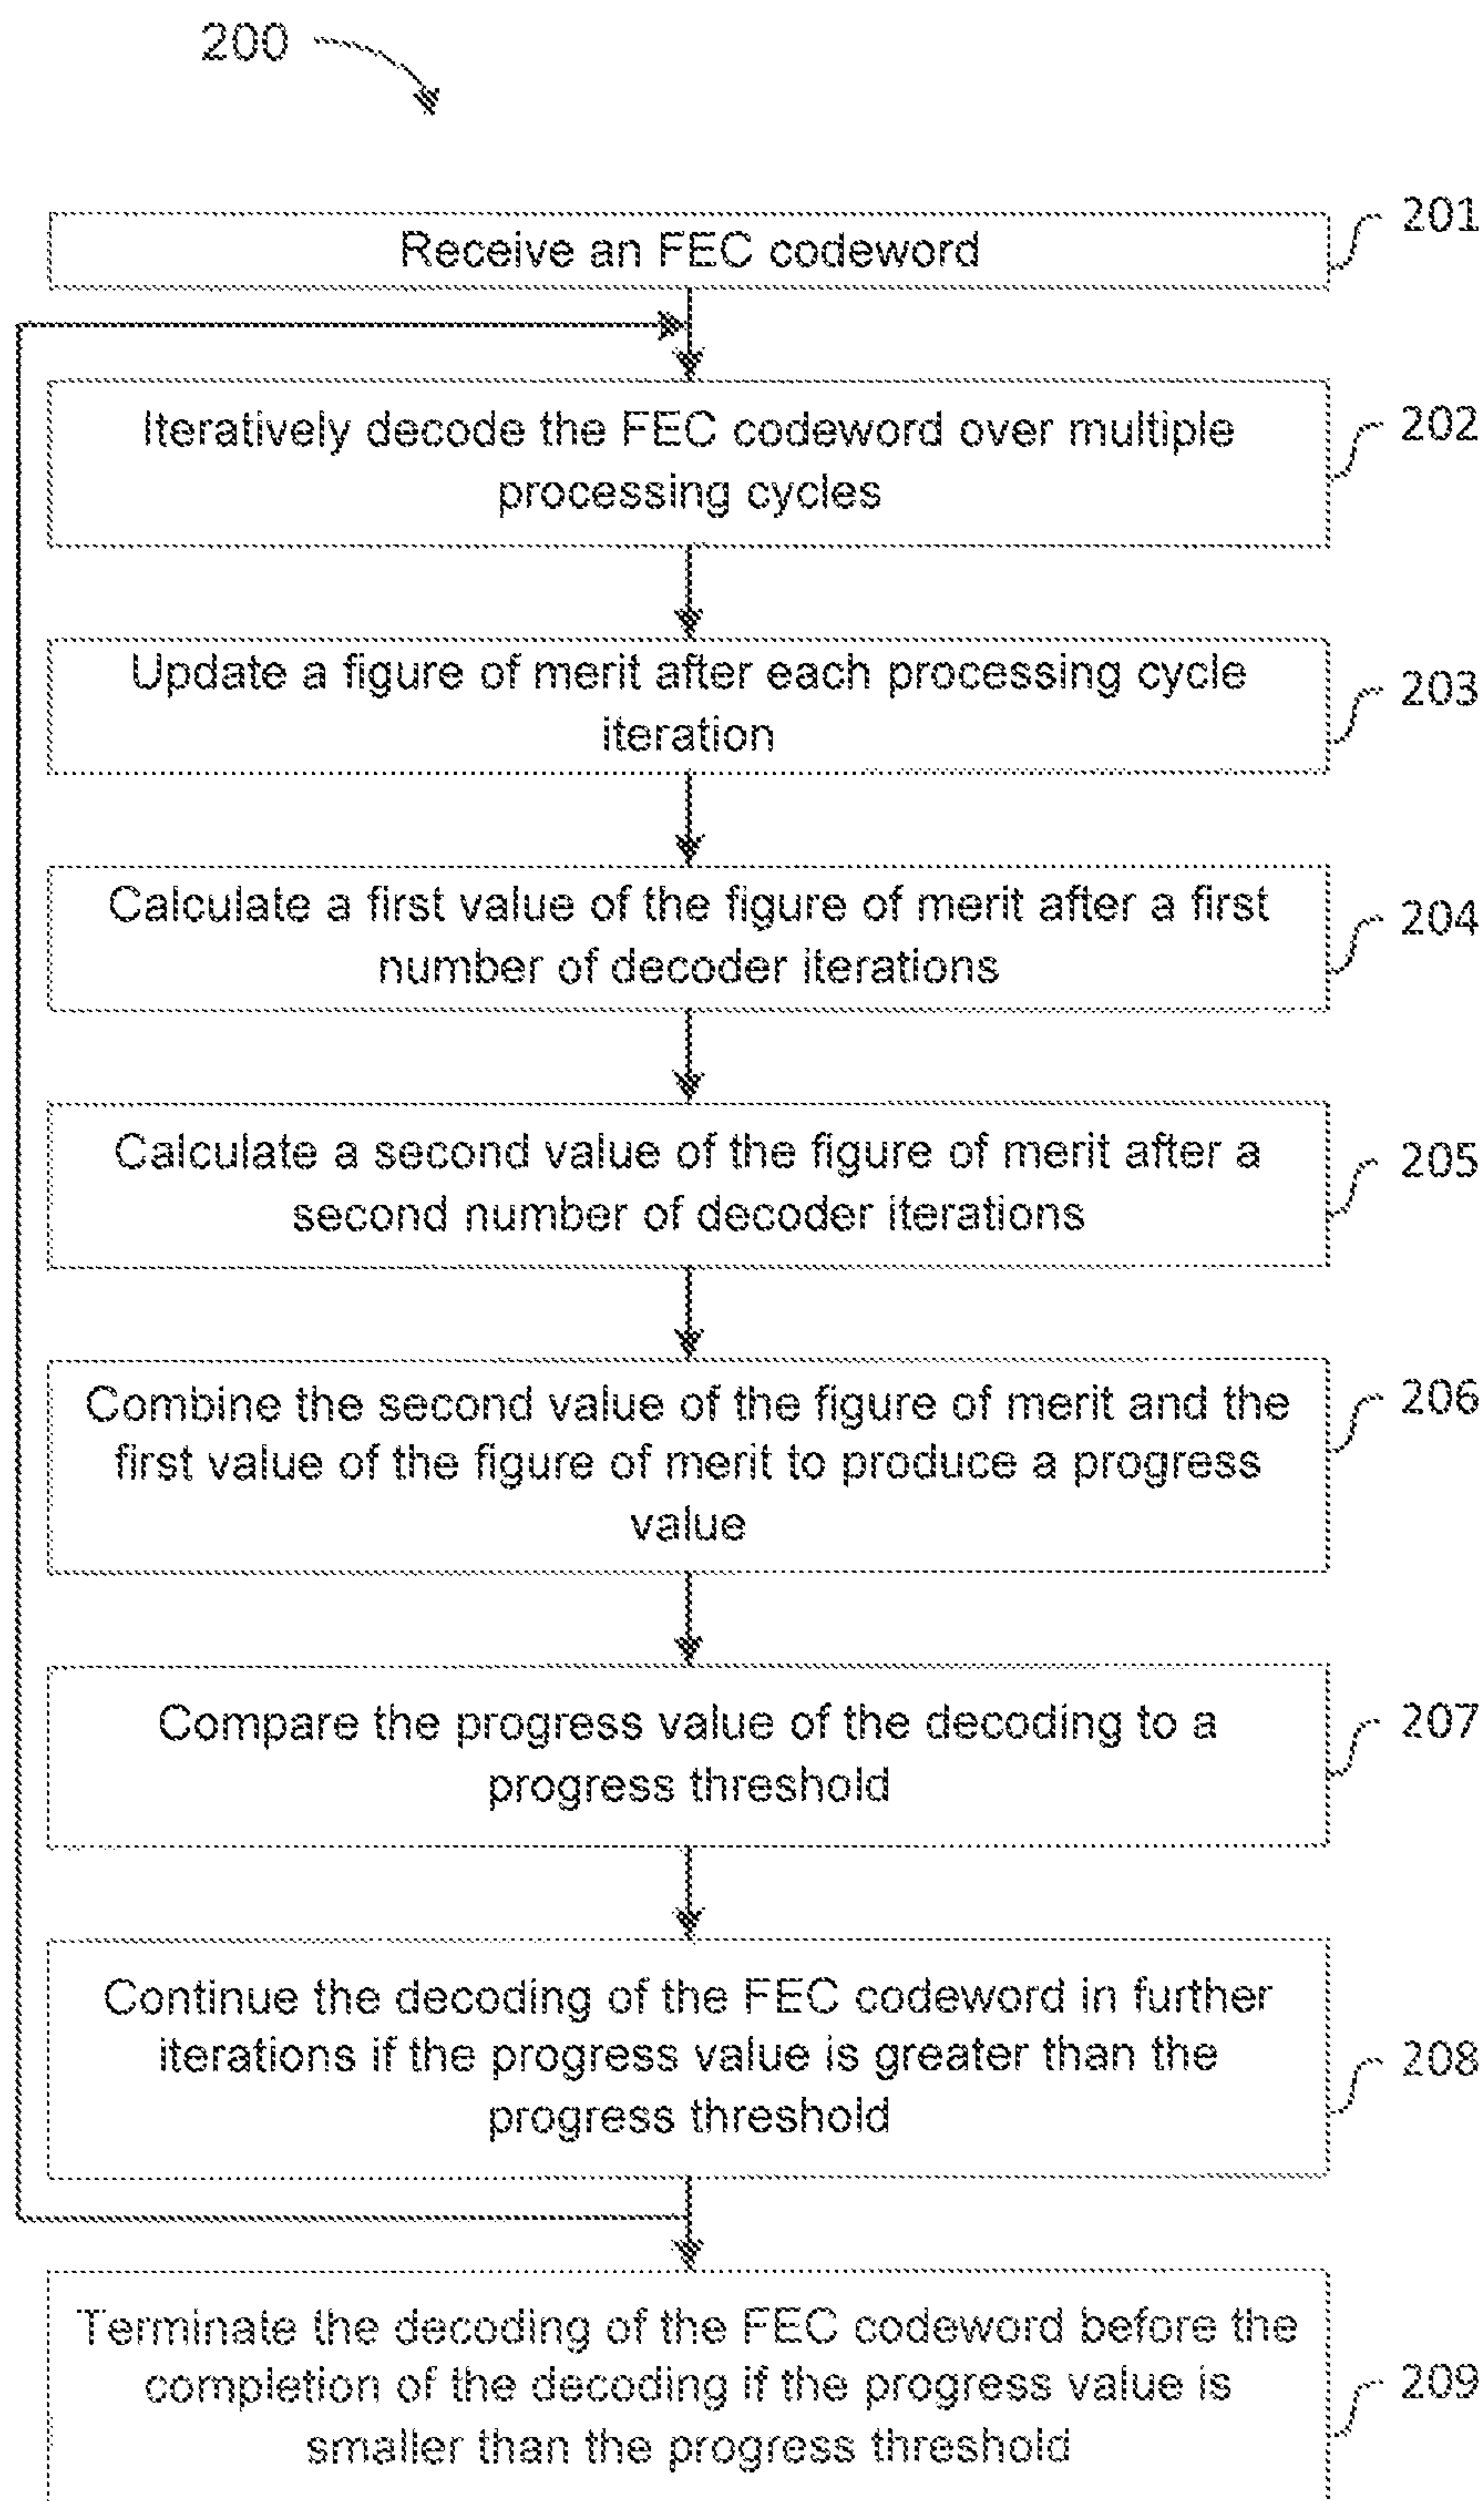 200
Receive an FEC codeword
201
Iteratively decode the FEC codeword over multiple
processing cycles
202
Update a figure of merit after each processing cycle
iteration
203
Calculate a first value of the figure of merit after a first
number of decoder iterations
204
Calculate a second value of the figure of merit after a
second number of decoder iterations
205
Combine the second value of the figure of merit and the
first value of the figure of merit to produce a progress
value
206
Compare the progress value of the decoding to a
progress threshold
207
Continue the decoding of the FEC codeword in further
iterations if the progress value is greater than the
progress threshold
208
Terminate the decoding of the FEC codeword before the
completion of the decoding if the progress value is
smaller than the progress threshold
209